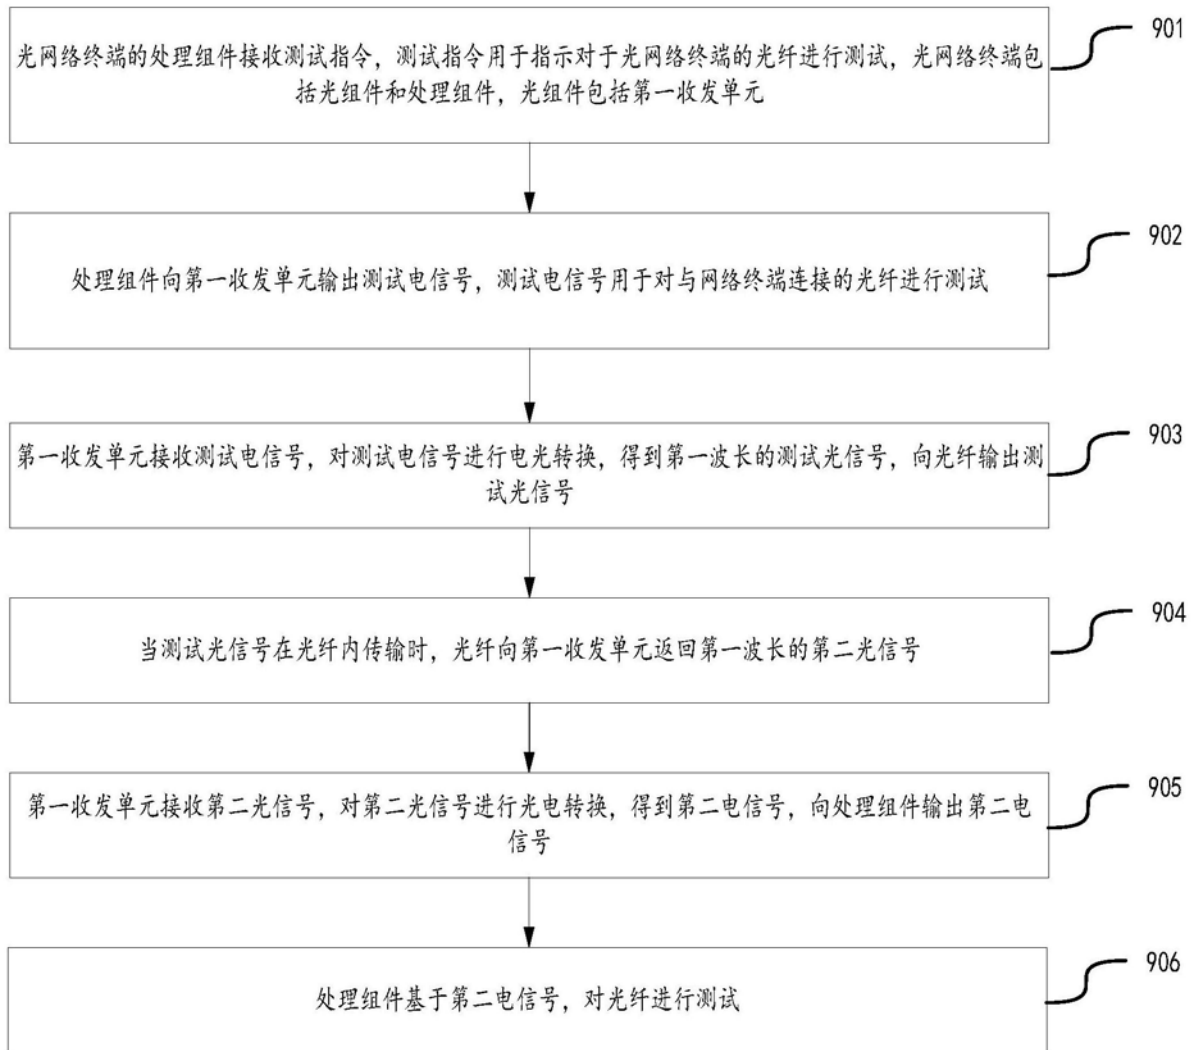 光网络终端的处理组件接收测试指令，测试指令用于指示对于光网络终端的光纤进行测试，光网络终端包
括光组件和处理组件，光组件包括第一收发单元
901
处理组件向第一收发单元输出测试电信号，测试电信号用于对与网络终端连接的光纤进行测试
902
第一收发单元接收测试电信号，对测试电信号进行电光转换，得到第一波长的测试光信号，向光纤输出测
试光信号
903
当测试光信号在光纤内传输时，光纤向第一收发单元返回第一波长的第二光信号
904
第一收发单元接收第二光信号，对第二光信号进行光电转换，得到第二电信号，向处理组件输出第二电
信号
905
处理组件基于第二电信号，对光纤进行测试
906